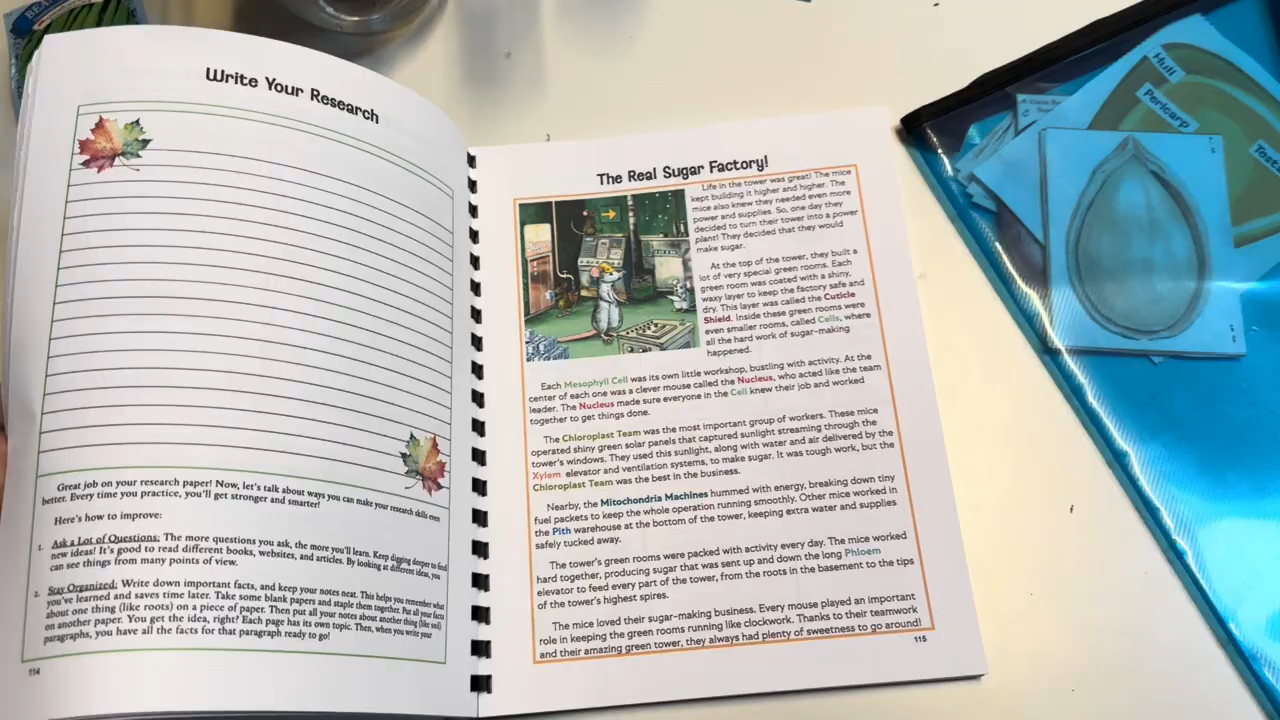 BEA
Write Your Research
Great job on your research paper! Now, let's talk about ways you can make your research skills even
better. Every time you practice, you'll get stronger and smarter!
Here's how to improve:
1. Ask a Lot of Questions: The more questions you ask, the more you'll learn. Keep digging deeper to find
new ideas! It's good to read different books, websites, and articles. By looking at different ideas, you
can see things from many points of view.
2. Stay Organized: Write down important facts, and keep your notes neat. This helps you remember what
you've learned and saves time later. Take some blank papers and staple them together. Put all your facts
about one thing (like roots) on a piece of paper. Then put all your notes about another thing (like soil)
on another paper. You get the idea, right? Each page has its own topic. Then, when you write your
paragraphs, you have all the facts for that paragraph ready to go!
114
The Real Sugar Factory!
Life in the tower was great! The mice
kept building it higher and higher. The
mice also knew they needed even more
power and supplies. So, one day they
decided to turn their tower into a power
plant! They decided that they would
make sugar.
At the top of the tower, they built a
lot of very special green rooms. Each
green room was coated with a shiny,
waxy layer to keep the factory safe and
dry. This layer was called the Cuticle
Shield. Inside these green rooms were
even smaller rooms, called Cells, where
all the hard work of sugar-making
happened.
Each Mesophyll Cell was its own little workshop, bustling with activity. At the
center of each one was a clever mouse called the Nucleus, who acted like the team
leader. The Nucleus made sure everyone in the Cell knew their job and worked
together to get things done.
The Chloroplast Team was the most important group of workers. These mice
operated shiny green solar panels that captured sunlight streaming through the
tower's windows. They used this sunlight, along with water and air delivered by the
Xylem elevator and ventilation systems, to make sugar. It was tough work, but the
Chloroplast Team was the best in the business.
Nearby, the Mitochondria Machines hummed with energy, breaking down tiny
fuel packets to keep the whole operation running smoothly. Other mice worked in
the Pith warehouse at the bottom of the tower, keeping extra water and supplies
safely tucked away.
The tower's green rooms were packed with activity every day. The mice worked
hard together, producing sugar that was sent up and down the long Phloem
elevator to feed every part of the tower, from the roots in the basement to the tips
of the tower's highest spires.
The mice loved their sugar-making business. Every mouse played an important
role in keeping the green rooms running like clockwork. Thanks to their teamwork
and their amazing green tower, they always had plenty of sweetness to go around!
115
Hull
Pericarp
Test